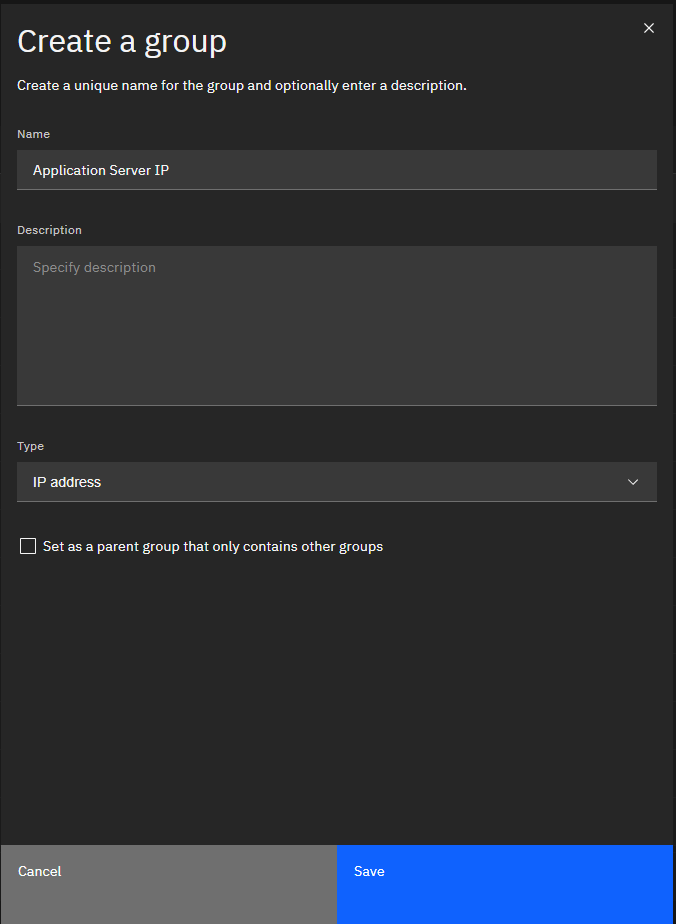 Create a group
Create a unique name for the group and optionally enter a description.
Name
Application Server IP
Description
Specify description
Type
IP address
Set as a parent group that only contains other groups
Cancel
Save